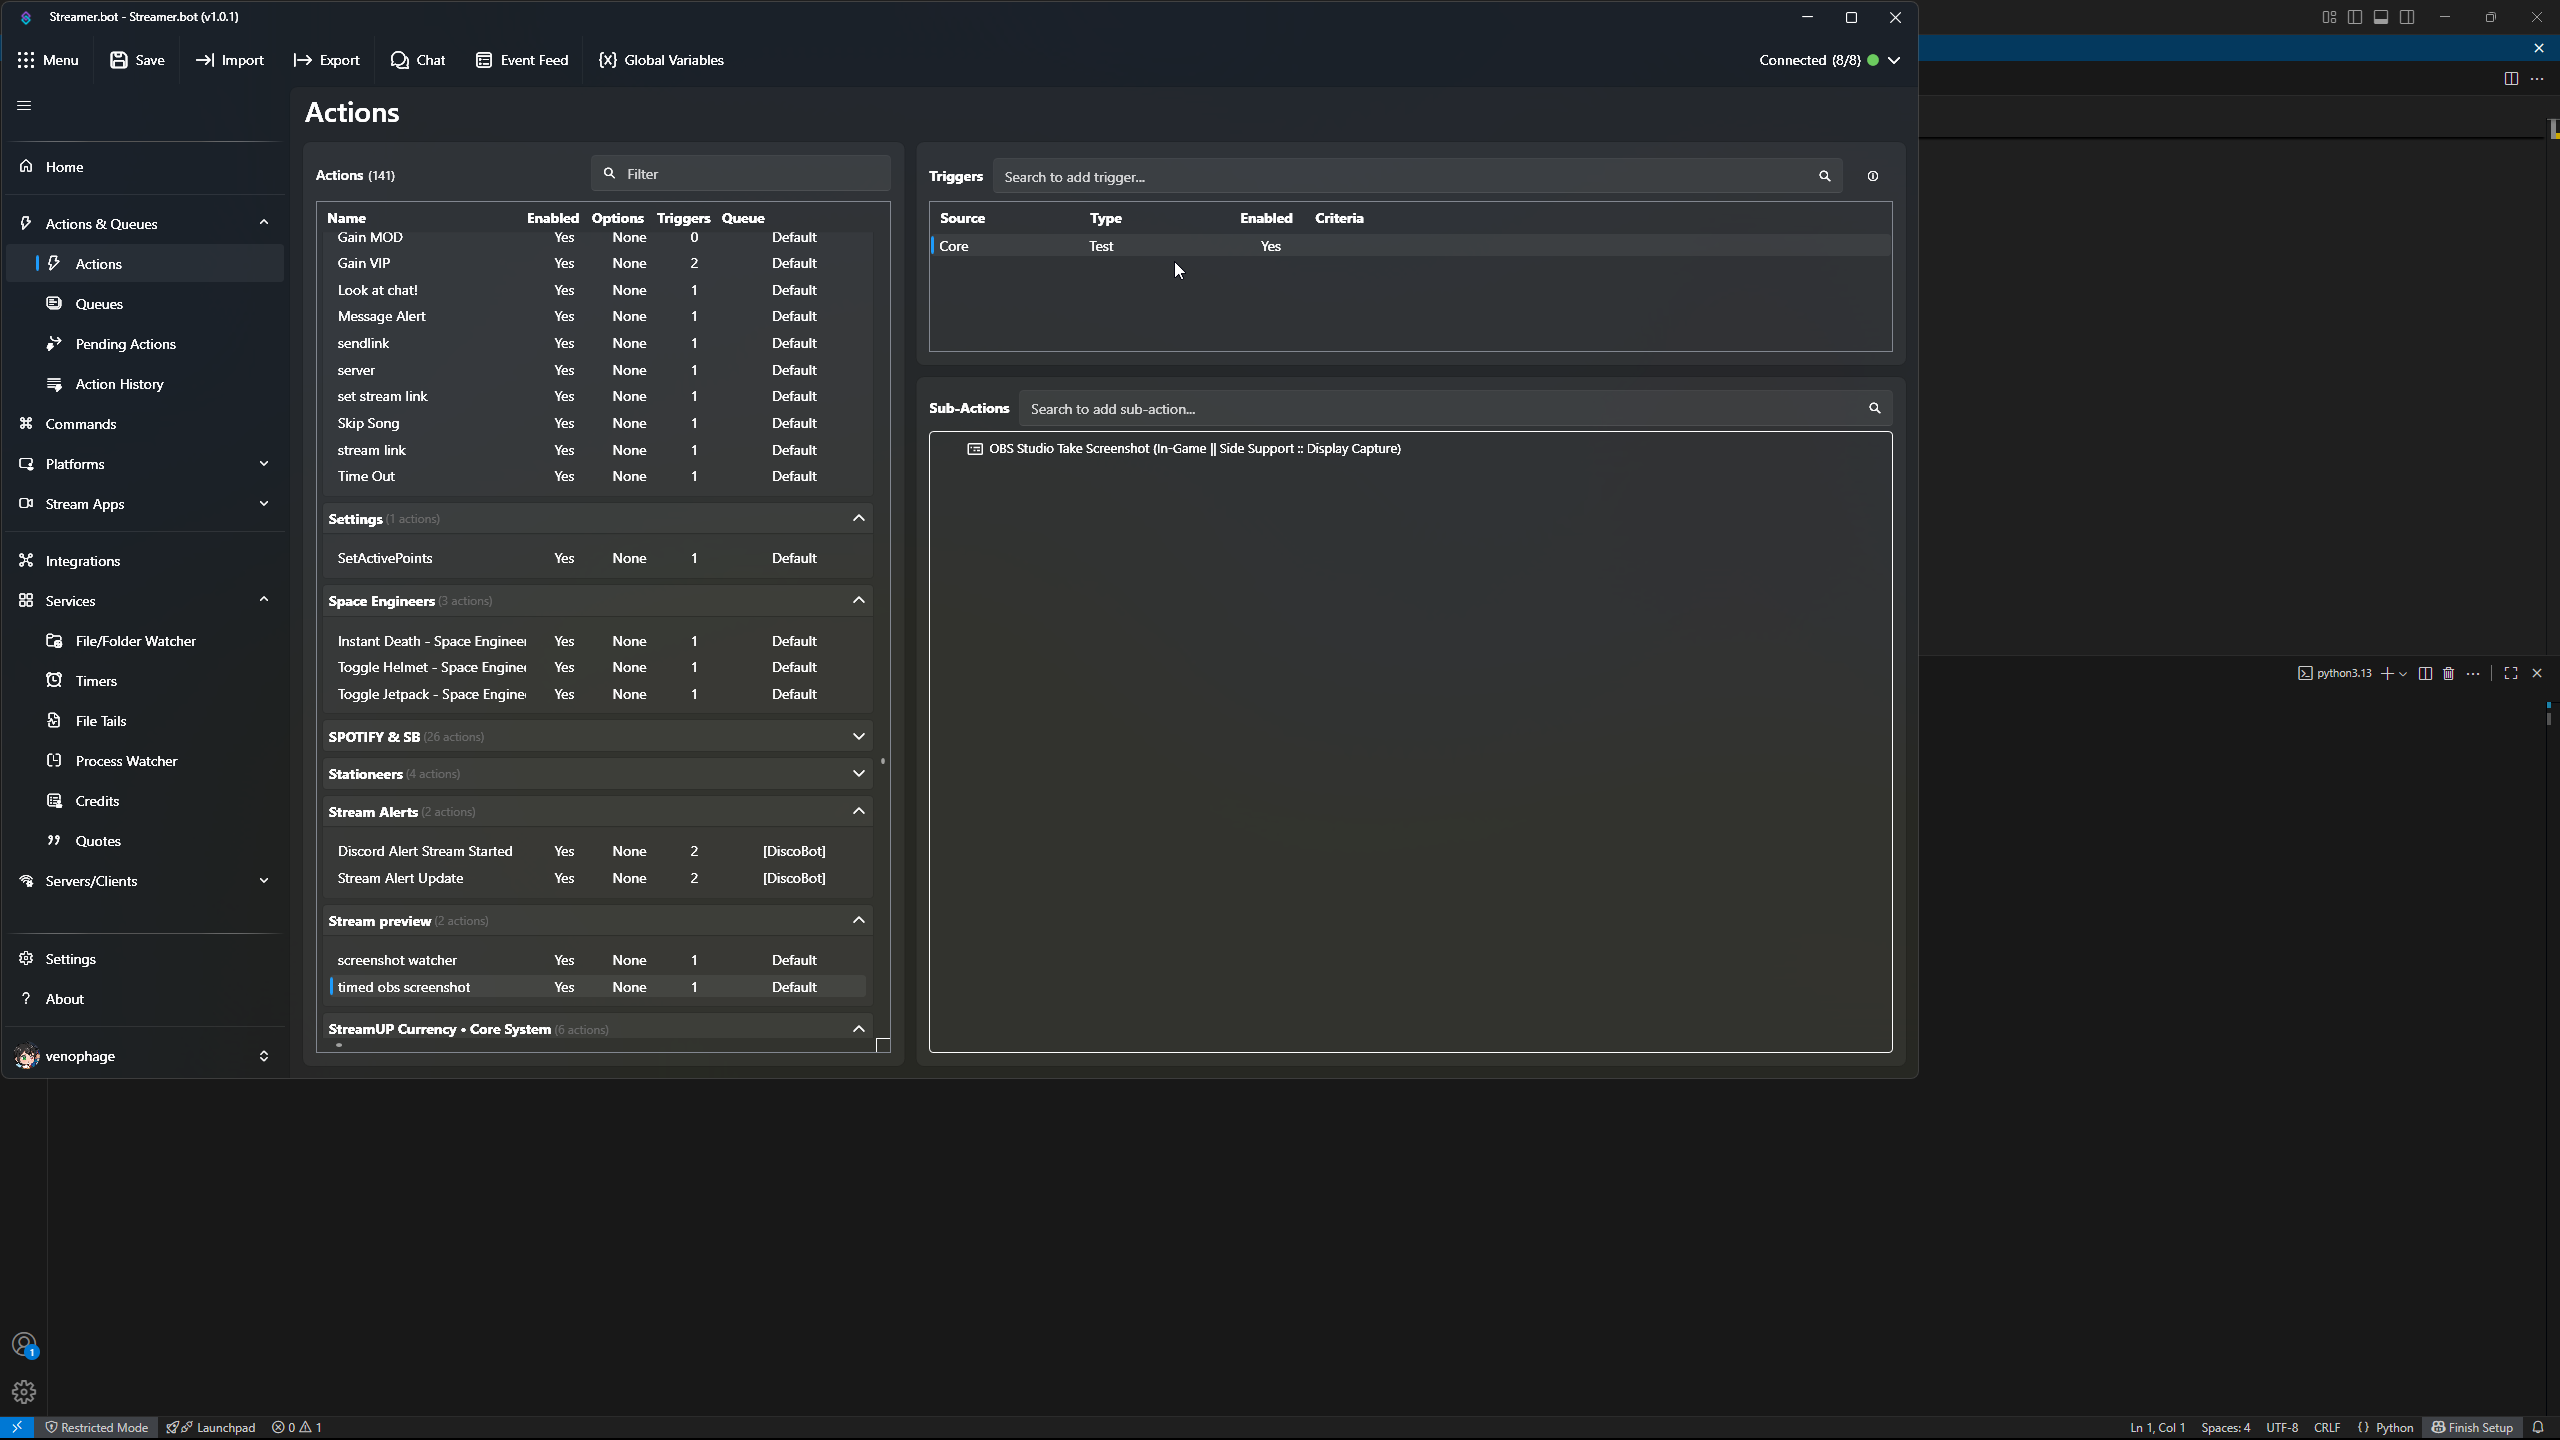 Streamer.bot - Streamer.bot (v1.0.1)
Menu
Save
Import
Export
Chat
Event Feed
Global Variables
Connected (8/8)
Home
Actions & Queues
Actions
Queues
Pending Actions
Action History
Commands
Platforms
Stream Apps
Integrations
Services
File/Folder Watcher
Timers
File Tails
Process Watcher
Credits
Quotes
Servers/Clients
Settings
About
venophage
Actions
Actions (141)
Filter
Name Enabled Options Triggers Queue
Gain MOD Yes None 0 Default
Gain VIP Yes None 2 Default
Look at chat! Yes None 1 Default
Message Alert Yes None 1 Default
sendlink Yes None 1 Default
server Yes None 1 Default
set stream link Yes None 1 Default
Skip Song Yes None 1 Default
stream link Yes None 1 Default
Time Out Yes None 1 Default
Settings (1 actions)
SetActivePoints Yes None 1 Default
Space Engineers (3 actions)
Instant Death - Space Engineer Yes None 1 Default
Toggle Helmet - Space Engine Yes None 1 Default
Toggle Jetpack - Space Engine Yes None 1 Default
SPOTIFY & SB (26 actions)
Stationeers (4 actions)
Stream Alerts (2 actions)
Discord Alert Stream Started Yes None 2 [DiscoBot]
Stream Alert Update Yes None 2 [DiscoBot]
Stream preview (2 actions)
screenshot watcher Yes None 1 Default
timed obs screenshot Yes None 1 Default
StreamUP Currency • Core System (6 actions)
Triggers
Search to add trigger...
Source Type Enabled Criteria
Core Test Yes
Sub-Actions
Search to add sub-action...
OBS Studio Take Screenshot (In-Game || Side Support :: Display Capture)
python3.13
1
Restricted Mode
Launchpad
0 1
Ln 1, Col 1
Spaces: 4
UTF-8
CRLF
{} Python
Finish Setup